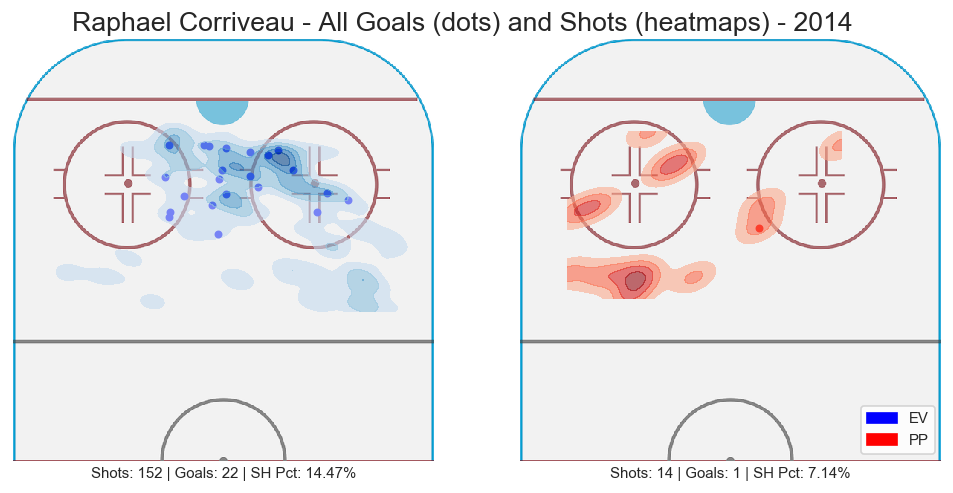 Raphael Corriveau - All Goals (dots) and Shots (heatmaps) - 2014
EV
PP
Shots: 152 | Goals: 22 | SH Pct: 14.47%
Shots: 14 | Goals: 1 | SH Pct: 7.14%